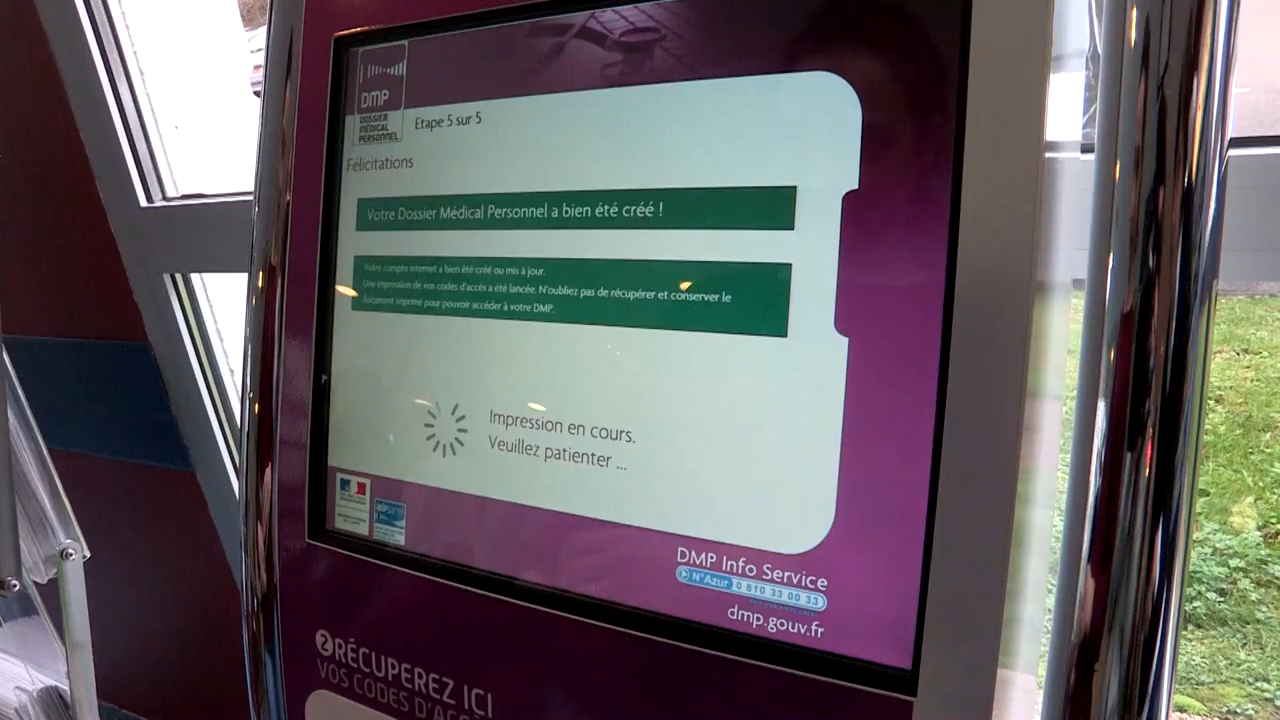 DMP
DOSSIER
MÉDICAL
PERSONNEL
Etape 5 sur 5
Félicitations
Votre Dossier Médical Personnel a bien été créé !
Votre compte internet a bien été créé ou mis à jour.
Une impression de vos codes d'accès a été lancée. N'oubliez pas de récupérer et conserver le
document imprimé pour pouvoir accéder à votre DMP.
Impression en cours.
Veuillez patienter ...
DMP Info Service
N°Azur 0 810 33 00 33
dmp.gouv.fr
2 RÉCUPEREZ ICI
VOS CODES D'ACC